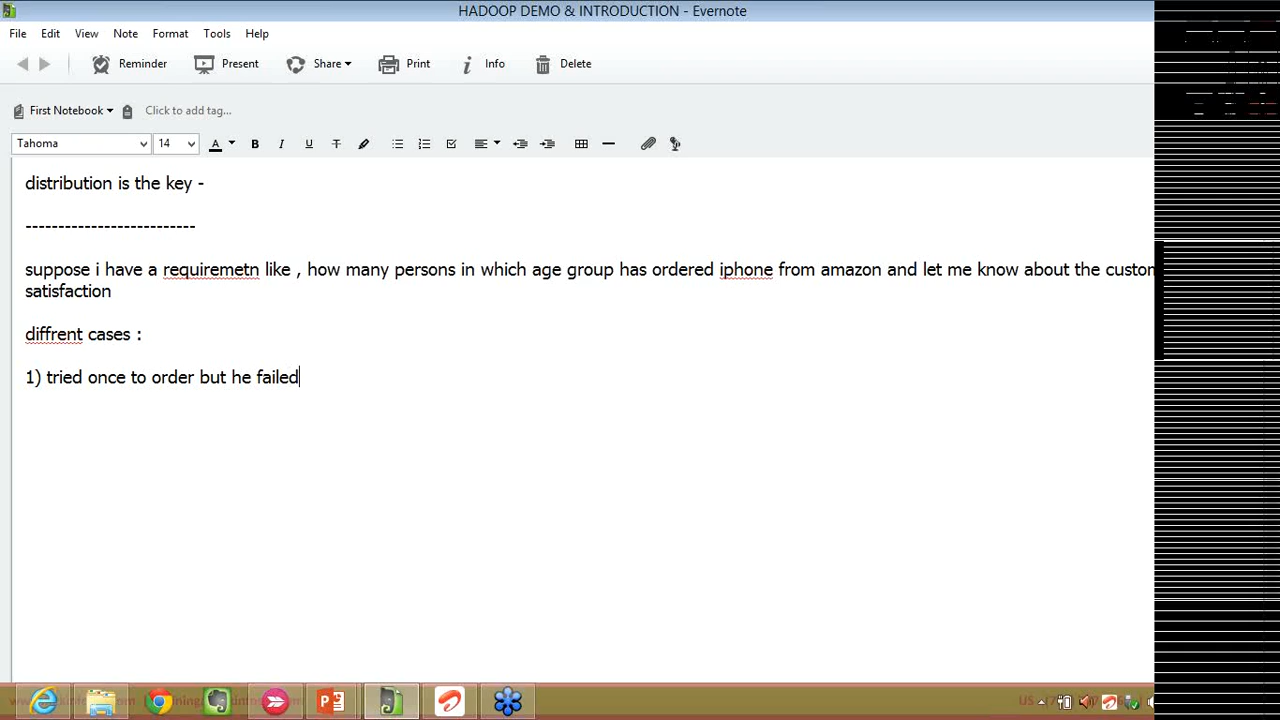 HADOOP DEMO & INTRODUCTION - Evernote
File Edit View Note Format Tools Help
Reminder Present Share Print Info Delete
First Notebook Click to add tag...
Tahoma 14 A B I U T
distribution is the key -
--------------------------
suppose i have a requiremetn like , how many persons in which age group has ordered iphone from amazon and let me know about the custom
satisfaction
diffrent cases :
1) tried once to order but he failed
US